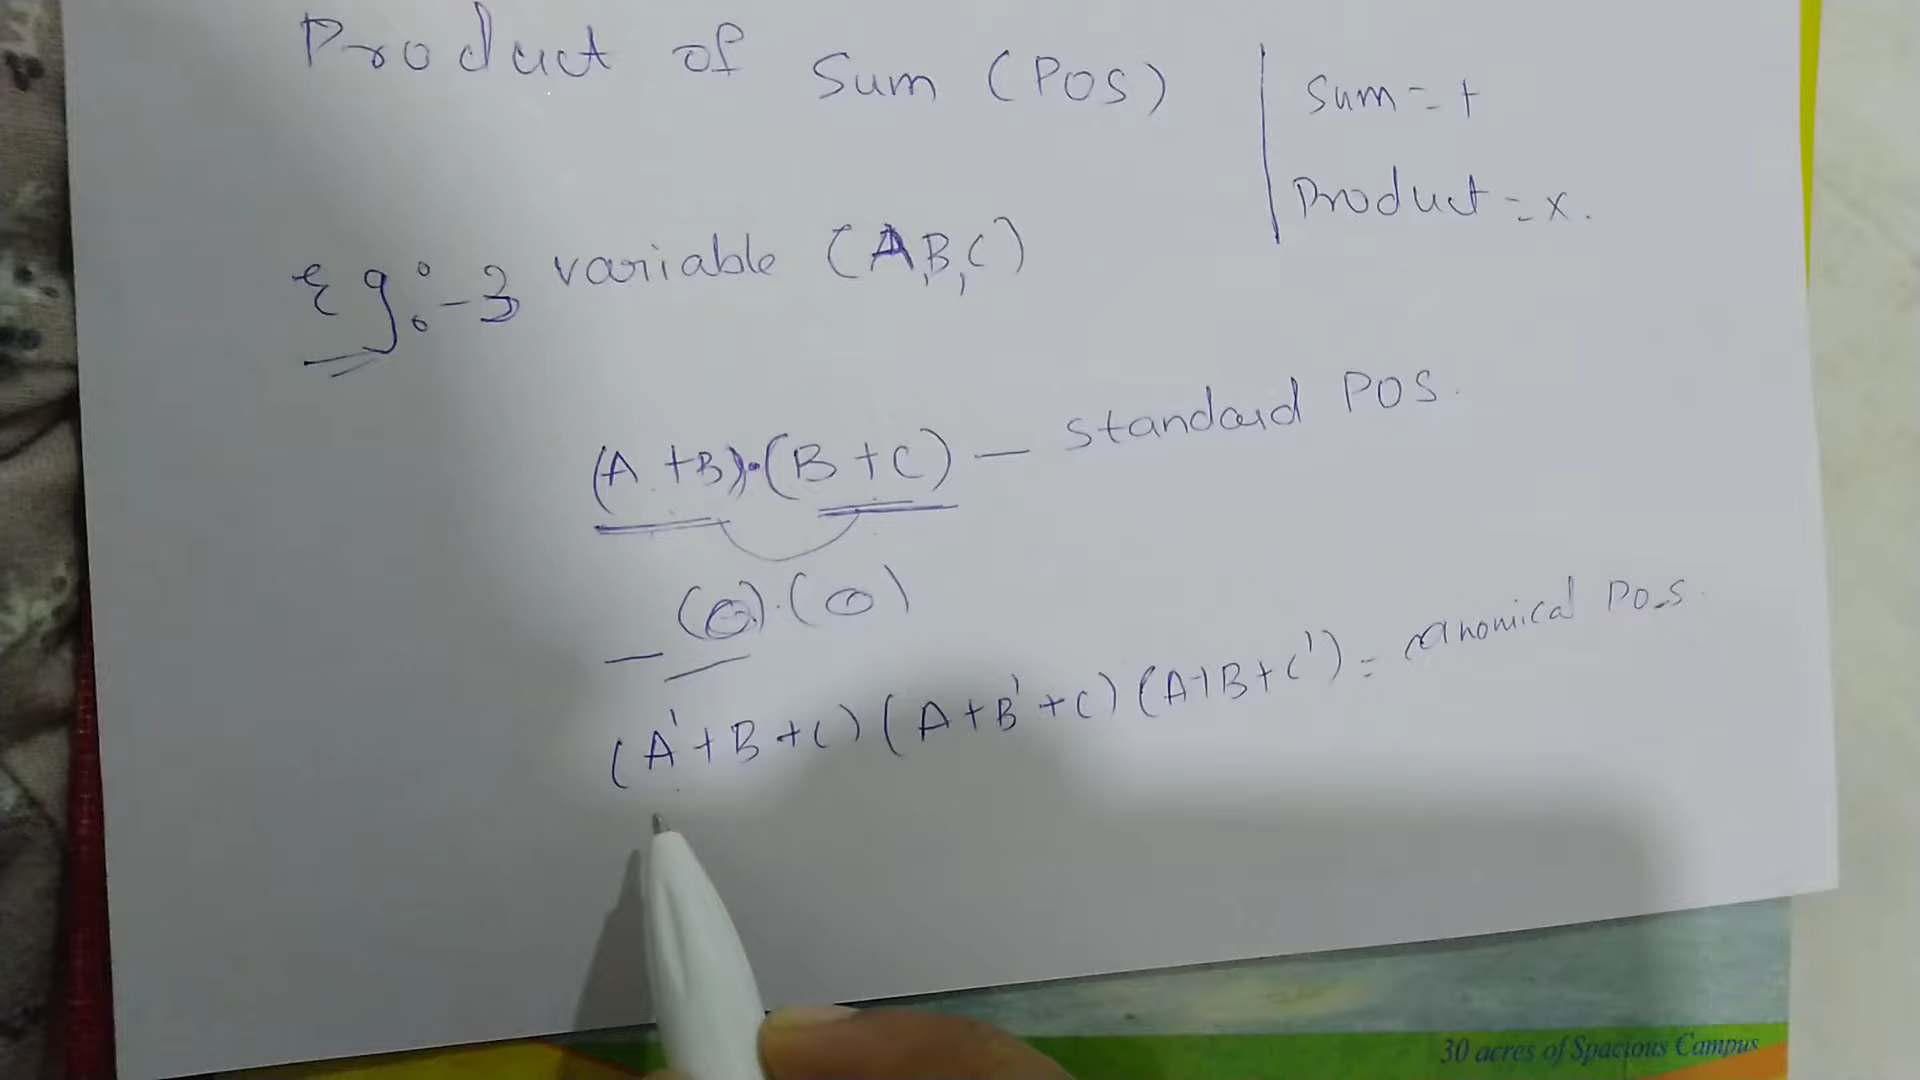 Product of Sum (POS)
Sum = +
Product = x.
Eg:- 3 variable (A,B,C)
(A+B)·(B+C) — standard POS.
— (0)·(0)
(A'+B+C) (A+B'+C) (A+B+C') = canonical POS.
30 acres of Spacious Campus